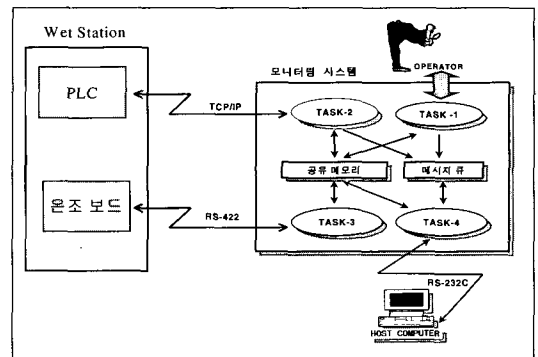 Wet Station
PLC
온조 보드
TCP/IP
RS-422
모니터링 시스템
OPERATOR
TASK-2
TASK-1
공유 메모리
메시지 큐
TASK-3
TASK-4
RS-232C
HOST COMPUTER